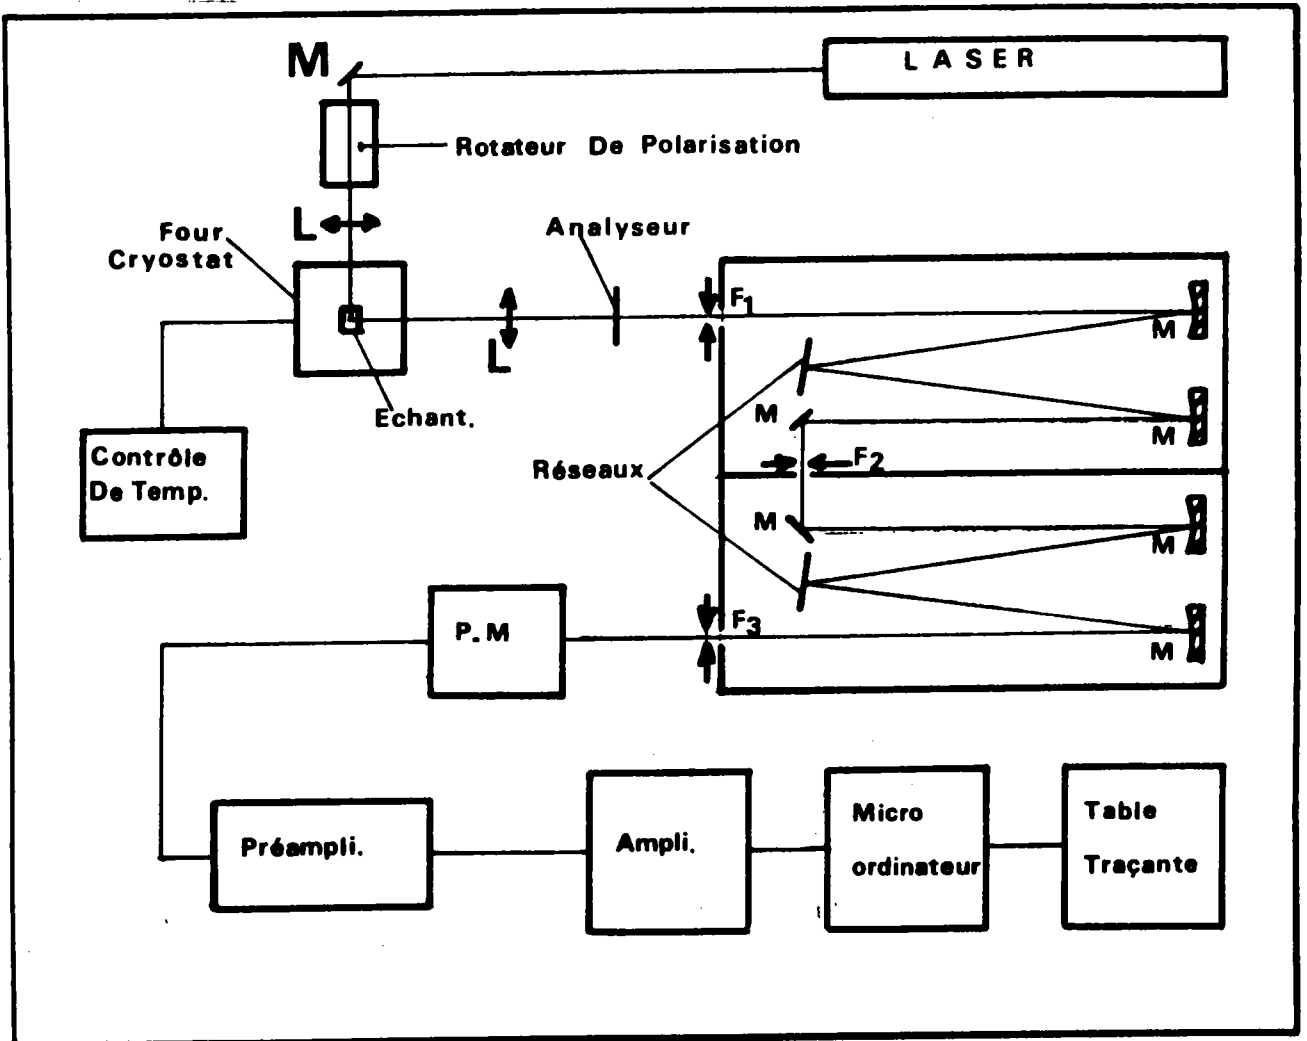 M
LASER
Rotateur De Polarisation
L
Four
Cryostat
Analyseur
F1
M
L
Echant.
M
M
Contrôle
De Temp.
Réseaux
F2
M
M
F3
P.M
M
Préampli.
Ampli.
Micro
ordinateur
Table
Traçante